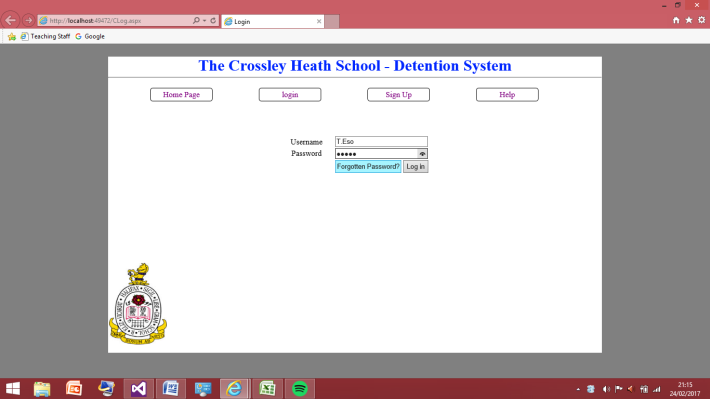 http://localhost:49472/CLog.aspx
Login
Teaching Staff
Google
The Crossley Heath School - Detention System
Home Page
login
Sign Up
Help
Username
T.Eso
Password
Forgotten Password?
Log in
21:15
24/02/2017